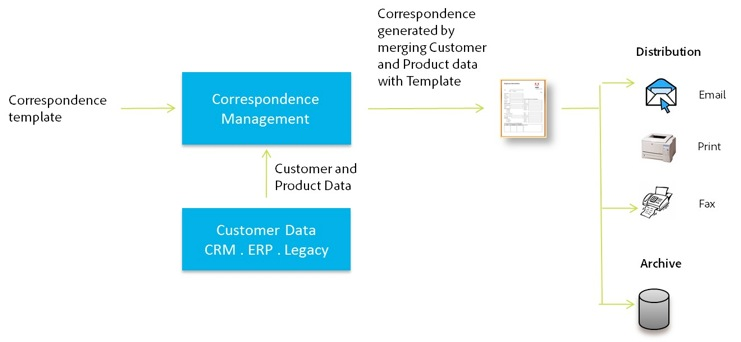 Correspondence
template
Correspondence
Management
Customer and
Product Data
Customer Data
CRM . ERP . Legacy
Correspondence
generated by
merging Customer
and Product data
with Template
Distribution
Email
Print
Fax
Archive